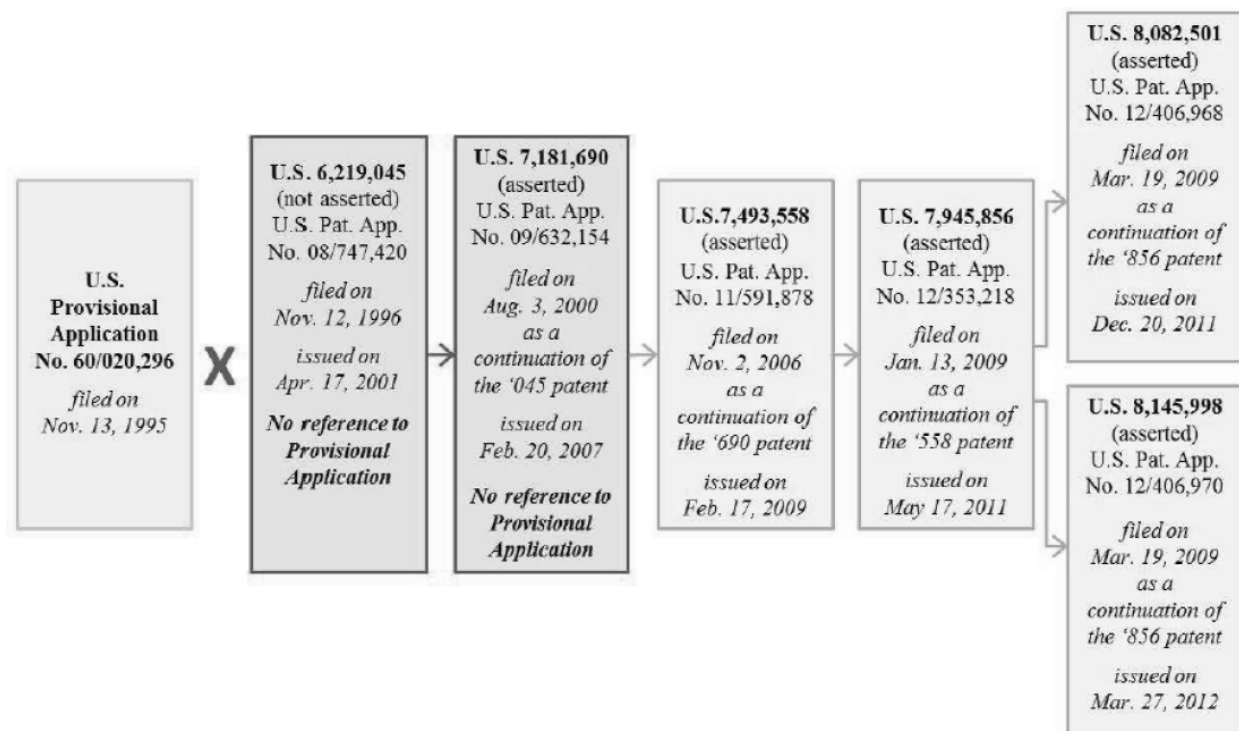 U.S.
Provisional
Application
No. 60/020,296
filed on
Nov. 13, 1995
X
U.S. 6,219,045
(not asserted)
U.S. Pat. App.
No. 08/747,420
filed on
Nov. 12, 1996
issued on
Apr. 17, 2001
No reference to
Provisional
Application
U.S. 7,181,690
(asserted)
U.S. Pat. App.
No. 09/632,154
filed on
Aug. 3, 2000
as a
continuation of
the ‘045 patent
issued on
Feb. 20, 2007
No reference to
Provisional
Application
U.S.7,493,558
(asserted)
U.S. Pat. App.
No. 11/591,878
filed on
Nov. 2, 2006
as a
continuation of
the ‘690 patent
issued on
Feb. 17, 2009
U.S. 7,945,856
(asserted)
U.S. Pat. App.
No. 12/353,218
filed on
Jan. 13, 2009
as a
continuation of
the ‘558 patent
issued on
May 17, 2011
U.S. 8,082,501
(asserted)
U.S. Pat. App.
No. 12/406,968
filed on
Mar. 19, 2009
as a
continuation of
the ‘856 patent
issued on
Dec. 20, 2011
U.S. 8,145,998
(asserted)
U.S. Pat. App.
No. 12/406,970
filed on
Mar. 19, 2009
as a
continuation of
the ‘856 patent
issued on
Mar. 27, 2012